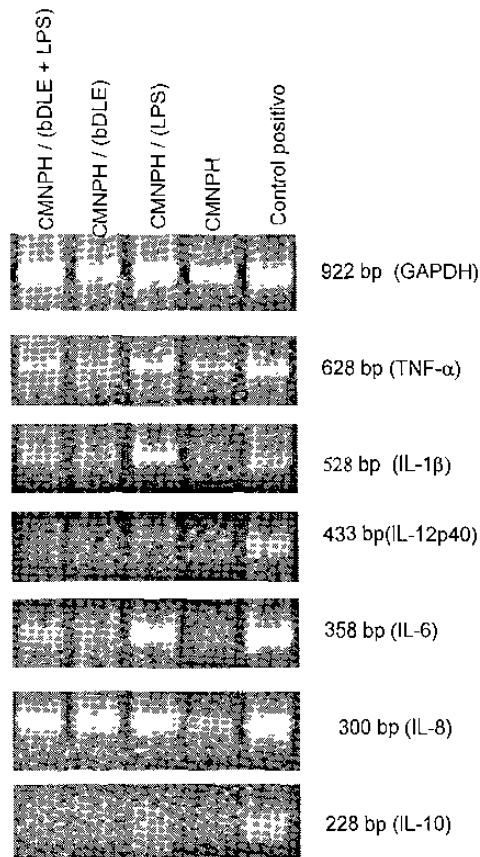 CMNPH / (bDLE + LPS)
CMNPH / (bDLE)
CMNPH / (LPS)
CMNPH
Control positivo
922 bp (GAPDH)
628 bp (TNF-α)
528 bp (IL-1β)
433 bp(IL-12p40)
358 bp (IL-6)
300 bp (IL-8)
228 bp (IL-10)